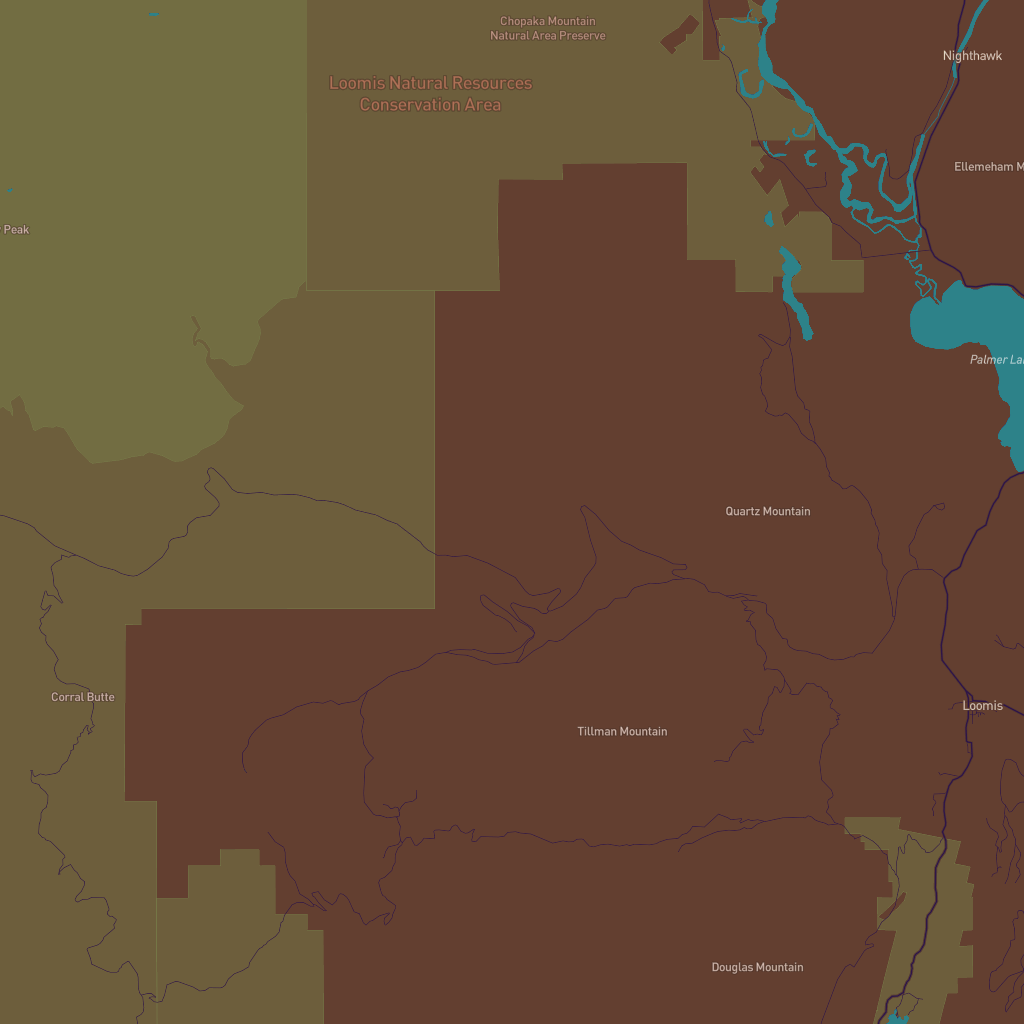 Chopaka Mountain
Natural Area Preserve
Loomis Natural Resources
Conservation Area
Nighthawk
Ellemeham M
Peak
Palmer La
Quartz Mountain
Corral Butte
Loomis
Tillman Mountain
Douglas Mountain